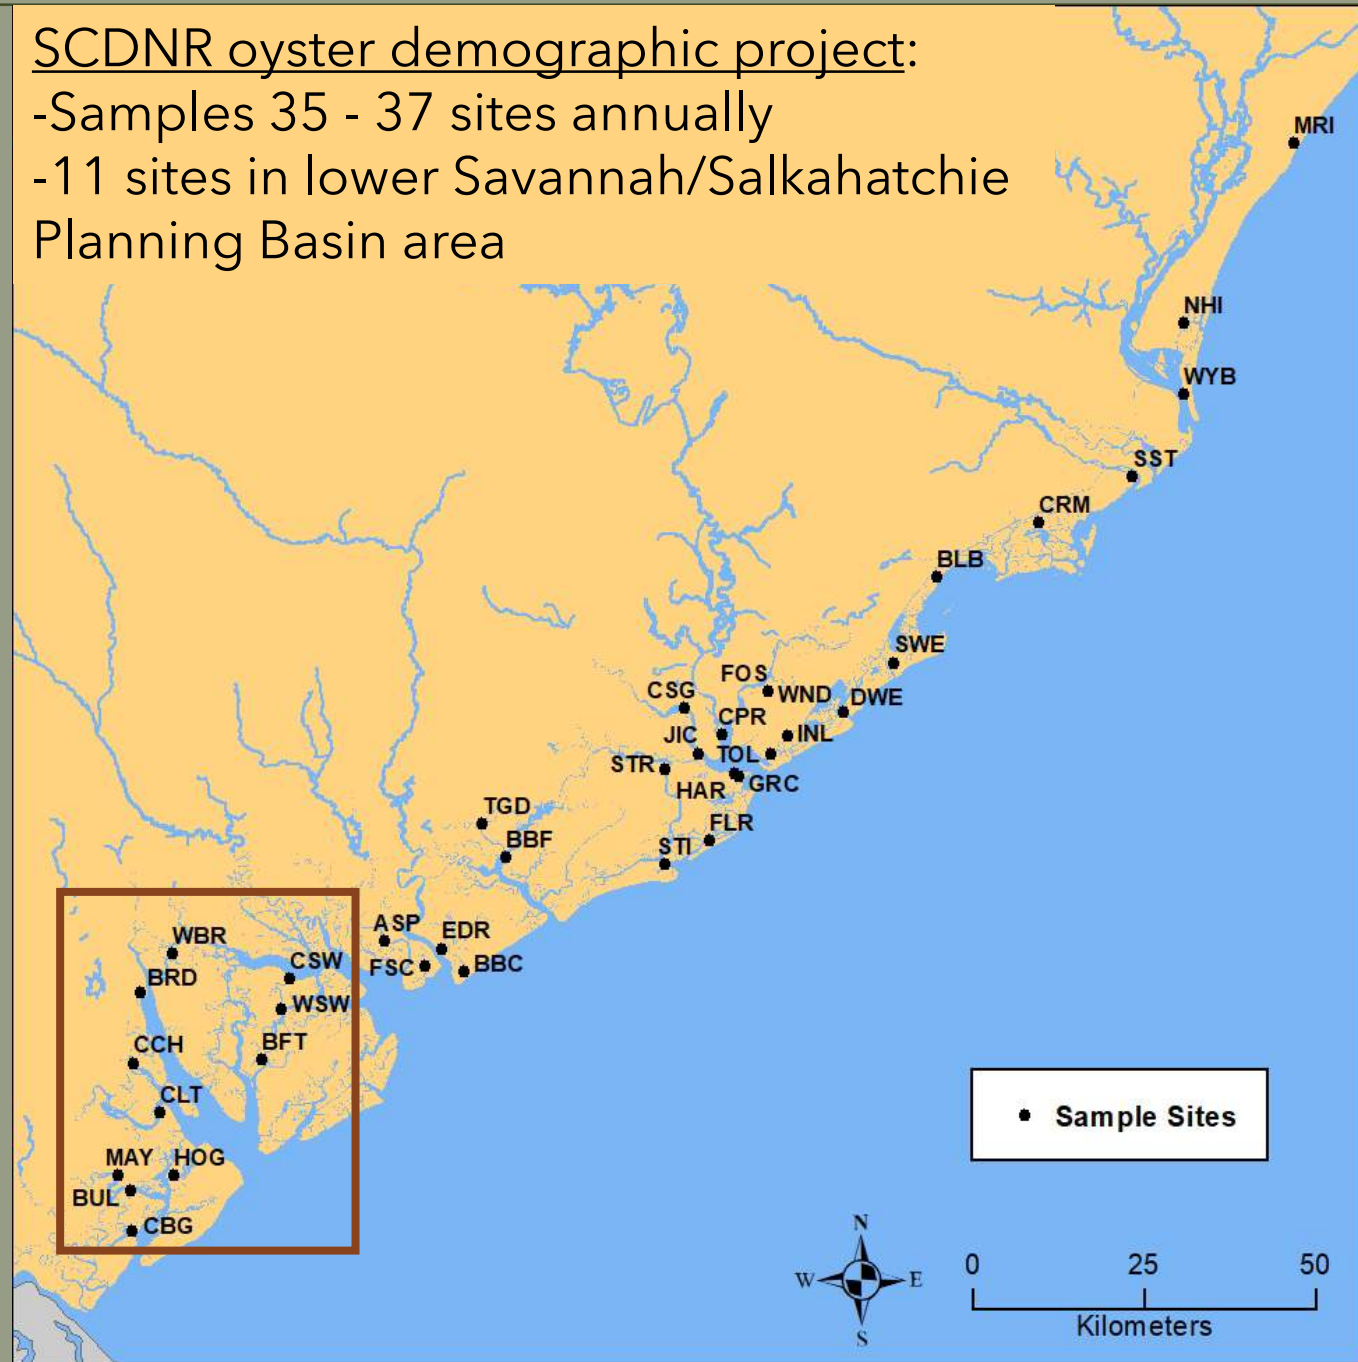 SCDNR oyster demographic project:
-Samples 35 - 37 sites annually
-11 sites in lower Savannah/Salkahatchie
Planning Basin area
MRI
NHI
WYB
SST
CRM
BLB
SWE
FOS
CSG
WND
DWE
CPR
JIC
INL
TOL
STR
HAR
GRC
TGD
FLR
BBF
STI
ASP
EDR
WBR
CSW
FSC
BBC
BRD
WSW
CCH
BFT
CLT
Sample Sites
MAY
HOG
BUL
CBG
N
W
E
S
0 25 50
Kilometers